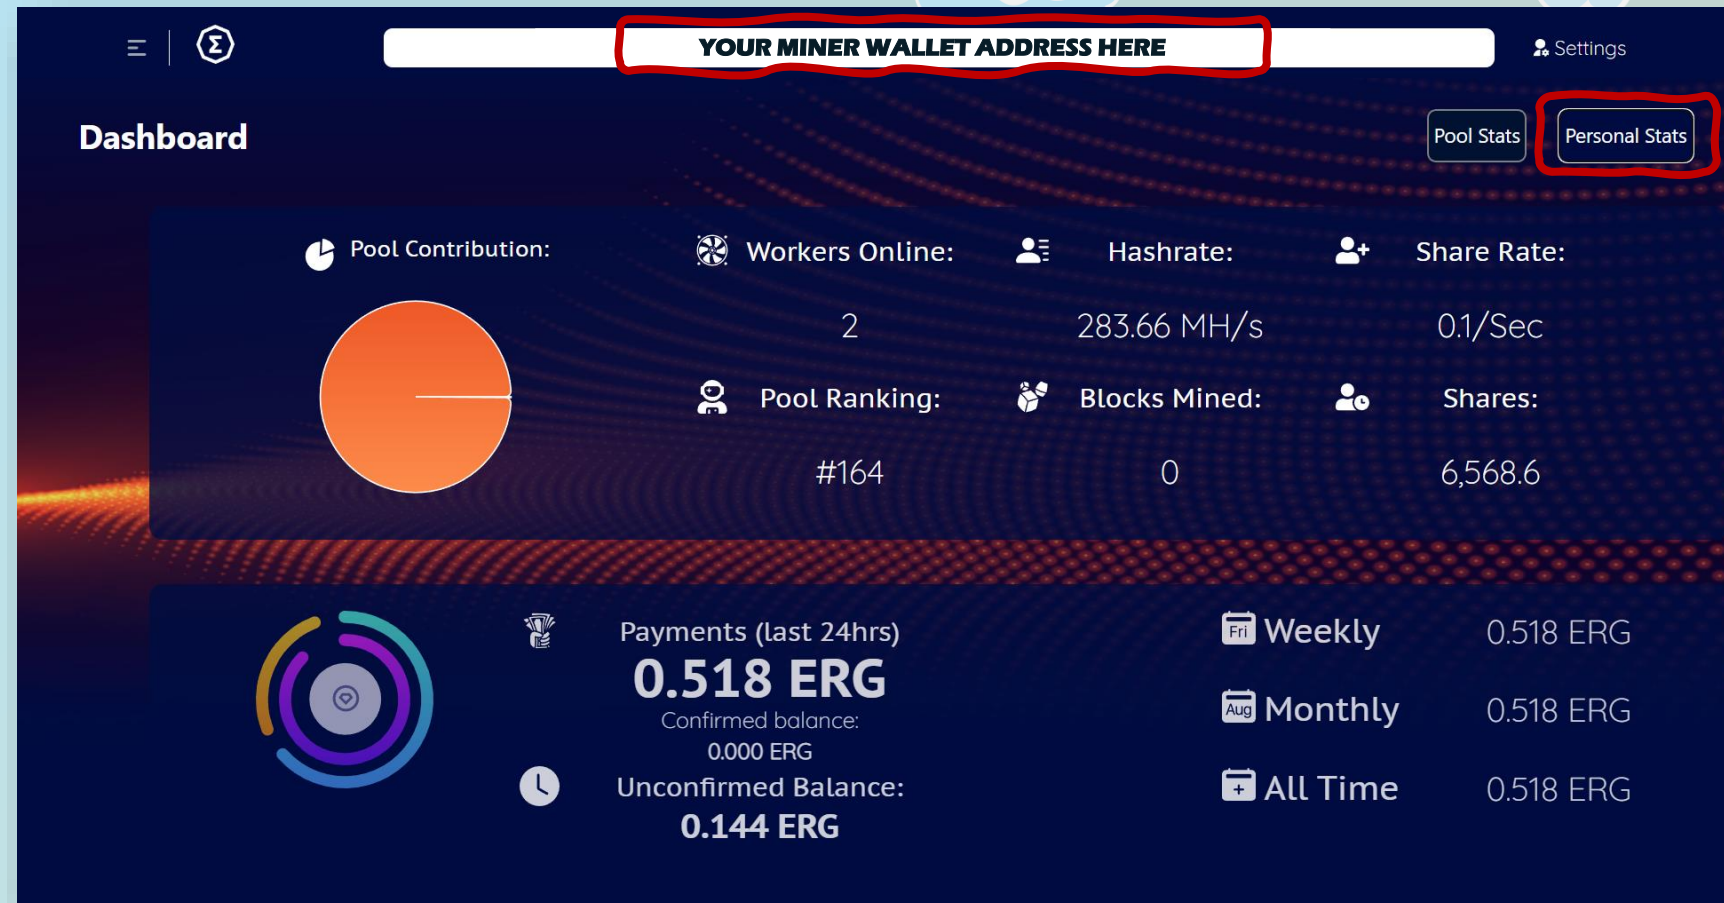 Σ
YOUR MINER WALLET ADDRESS HERE
Settings
Dashboard
Pool Stats
Personal Stats
Pool Contribution:
Workers Online:
Hashrate:
Share Rate:
2
283.66 MH/s
0.1/Sec
Pool Ranking:
Blocks Mined:
Shares:
#164
0
6,568.6
Payments (last 24hrs)
0.518 ERG
Confirmed balance:
0.000 ERG
Unconfirmed Balance:
0.144 ERG
Fri Weekly 0.518 ERG
Aug Monthly 0.518 ERG
All Time 0.518 ERG